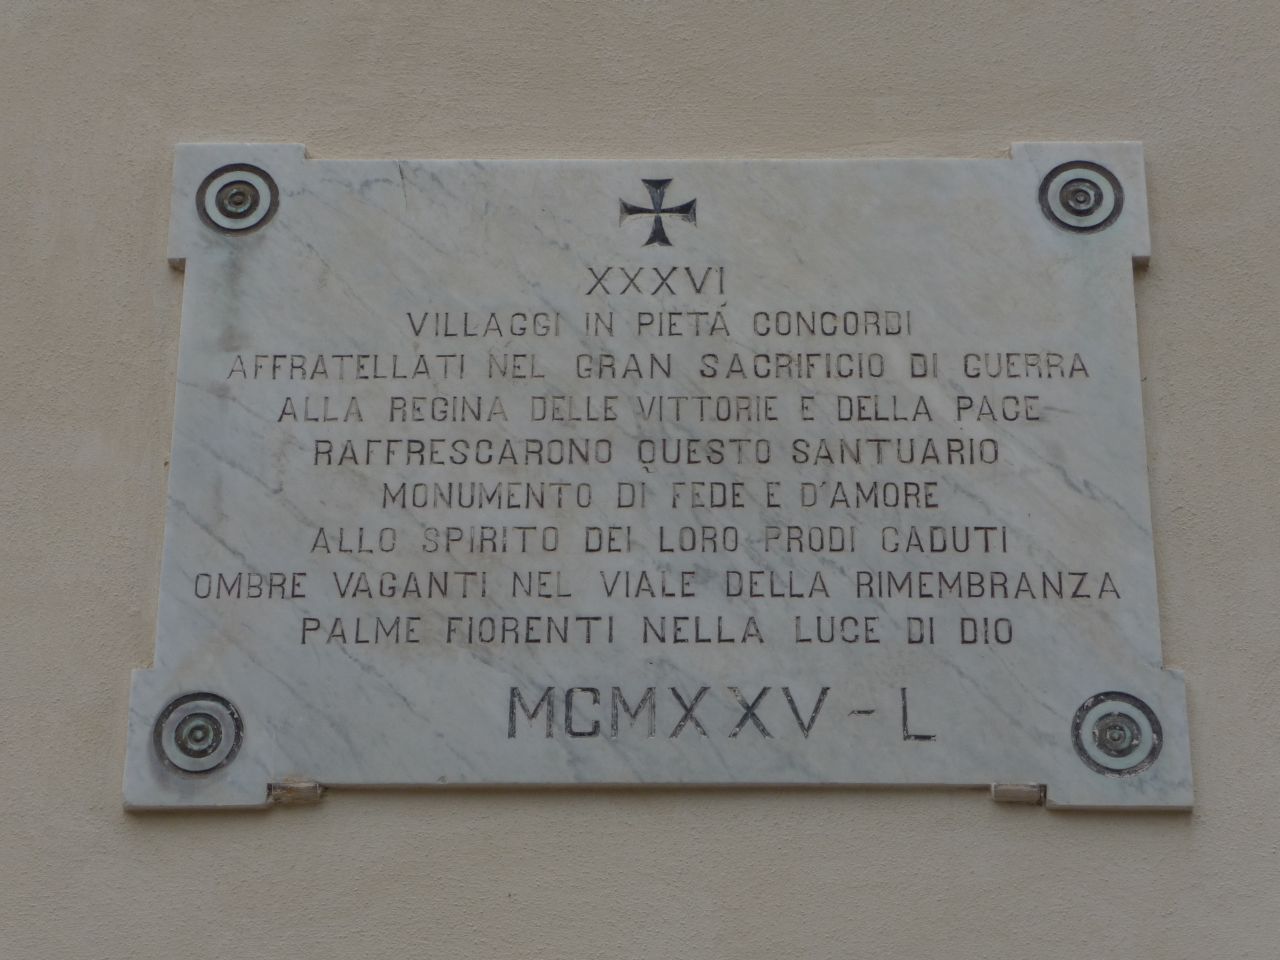 XXXVI
VILLAGGI IN PIETÁ CONCORDI
AFFRATELLATI NEL GRAN SACRIFICIO DI GUERRA
ALLA REGINA DELLE VITTORIE E DELLA PACE
RAFFRESCARONO QUESTO SANTUARIO
MONUMENTO DI FEDE E D'AMORE
ALLO SPIRITO DEI LORO PRODI CADUTI
OMBRE VAGANTI NEL VIALE DELLA RIMEMBRANZA
PALME FIORENTI NELLA LUCE DI DIO
MCMXXV - L